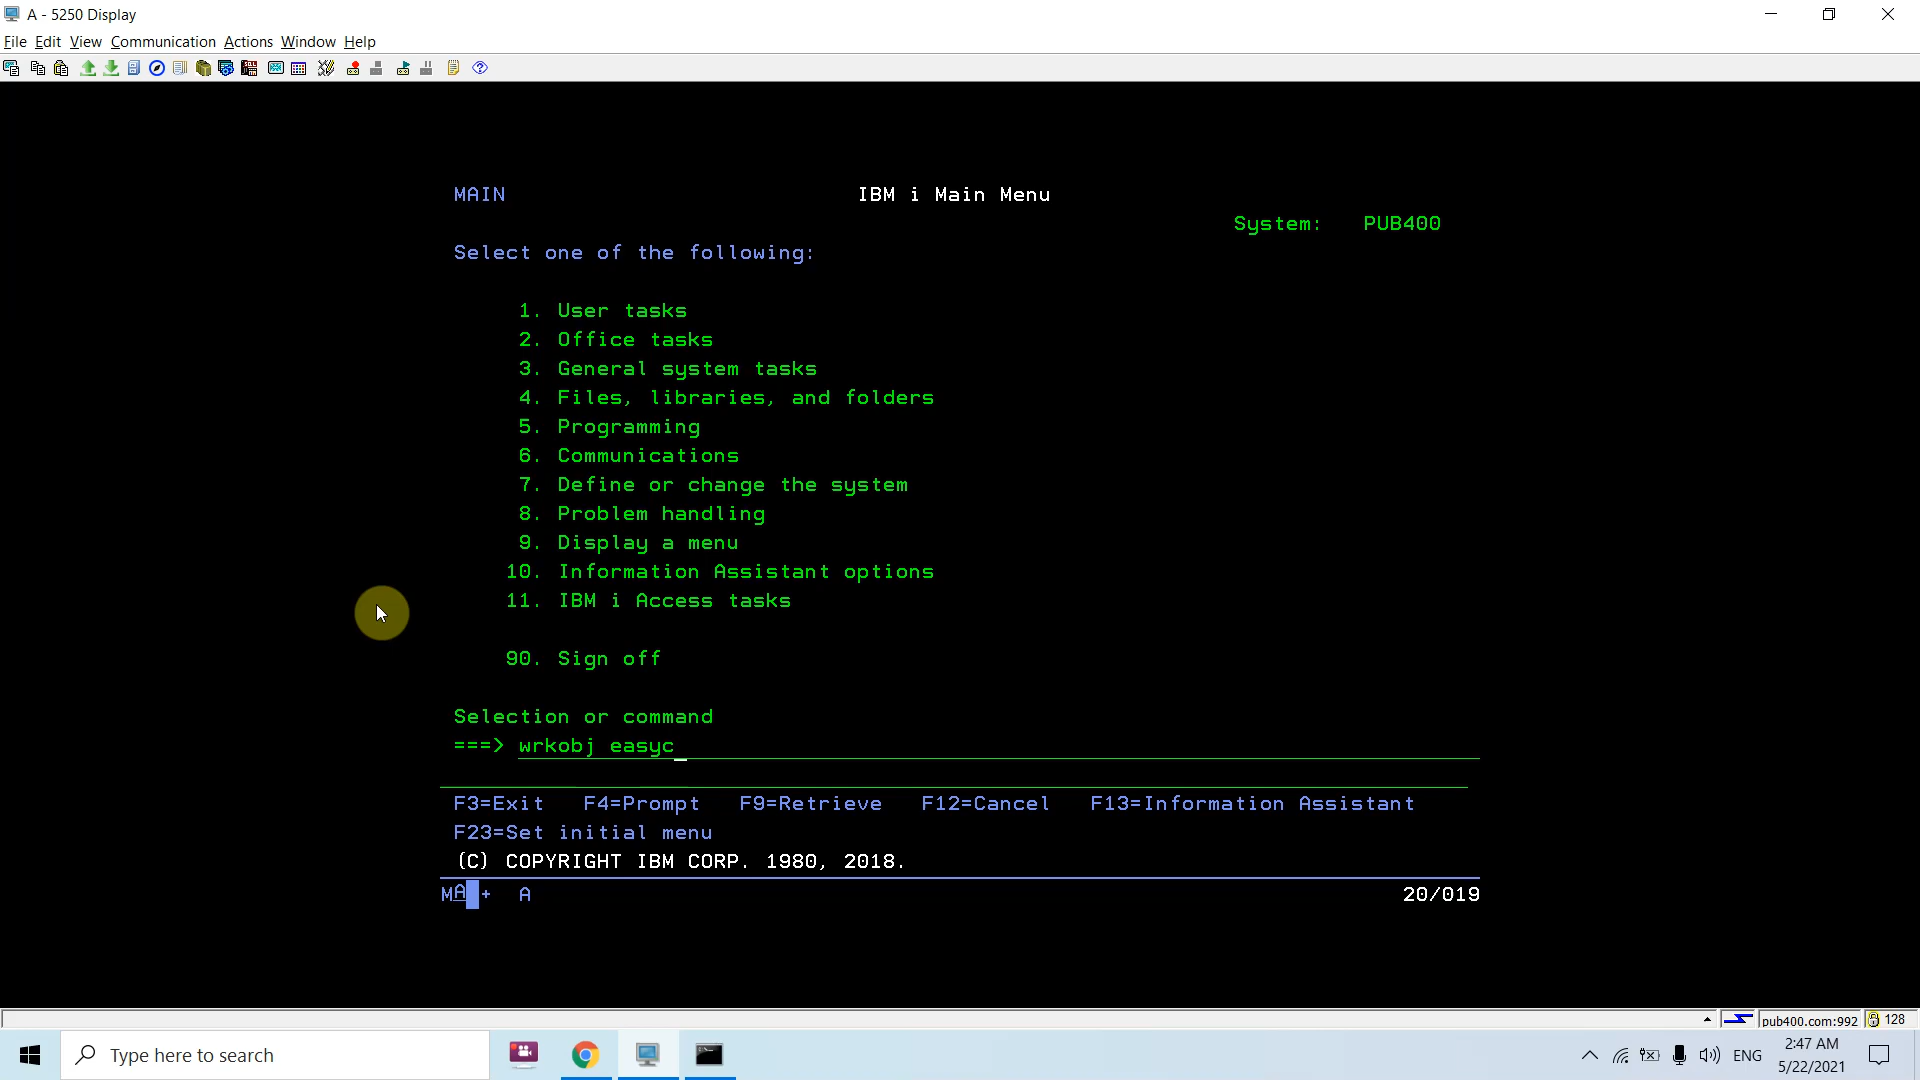 A - 5250 Display
File Edit View Communication Actions Window Help
MAIN IBM i Main Menu
System: PUB400
Select one of the following:
1. User tasks
2. Office tasks
3. General system tasks
4. Files, libraries, and folders
5. Programming
6. Communications
7. Define or change the system
8. Problem handling
9. Display a menu
10. Information Assistant options
11. IBM i Access tasks
90. Sign off
Selection or command
===> wrkobj easyc_
F3=Exit F4=Prompt F9=Retrieve F12=Cancel F13=Information Assistant
F23=Set initial menu
(C) COPYRIGHT IBM CORP. 1980, 2018.
MA + A 20/019
pub400.com:992 128
Type here to search
ENG
2:47 AM
5/22/2021